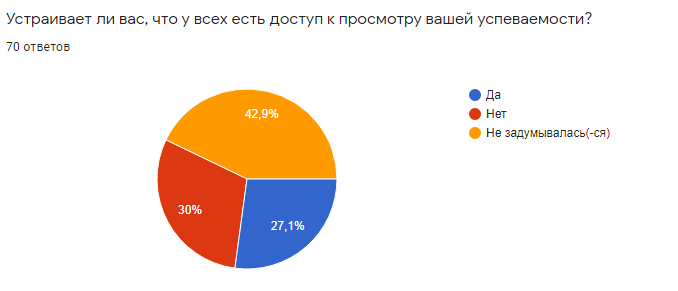 Устраивает ли вас, что у всех есть доступ к просмотру вашей успеваемости?
70 ответов
Да
Нет
Не задумывалась(-ся)
42,9%
30%
27,1%